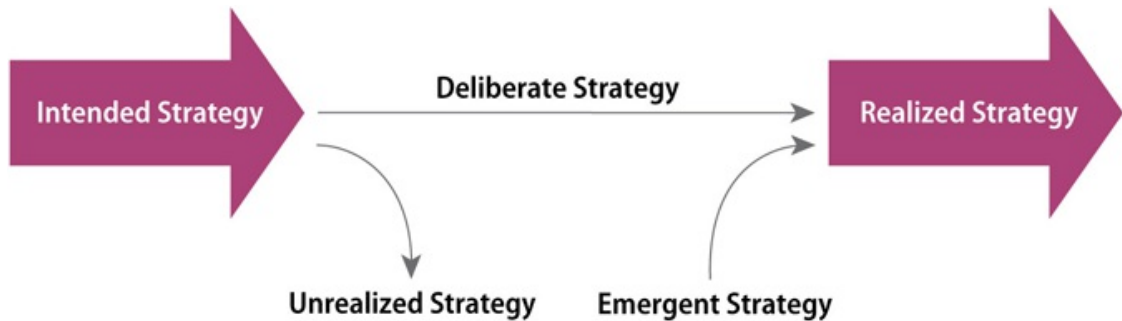 Deliberate Strategy
Intended Strategy
Realized Strategy
Unrealized Strategy
Emergent Strategy